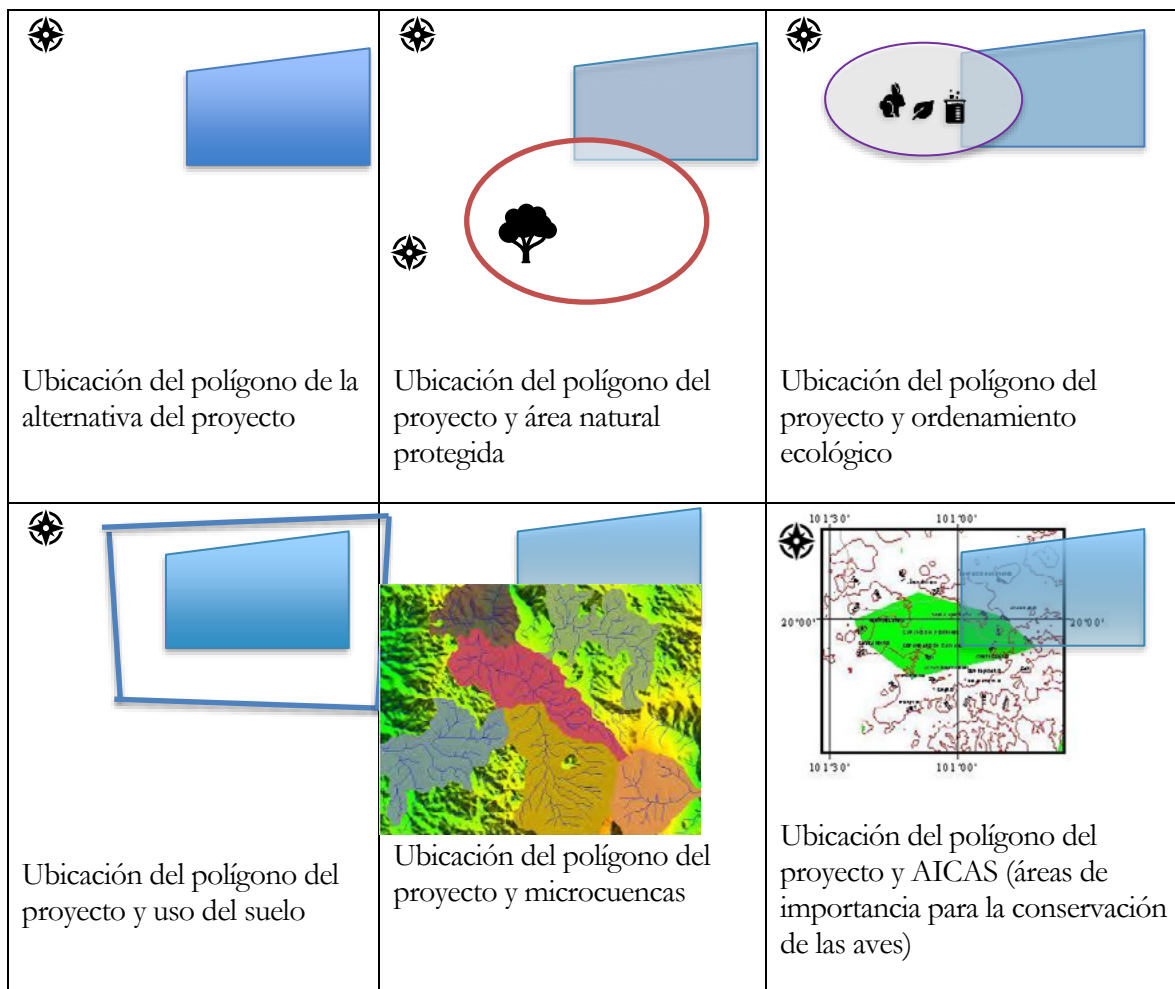 Ubicación del polígono de la
alternativa del proyecto
Ubicación del polígono del
proyecto y área natural
protegida
Ubicación del polígono del
proyecto y ordenamiento
ecológico
Ubicación del polígono del
proyecto y uso del suelo
Ubicación del polígono del
proyecto y microcuencas
101°30' 101°00'
20°00' 20°00'
101°30' 101°00'
Ubicación del polígono del
proyecto y AICAS (áreas de
importancia para la conservación
de las aves)